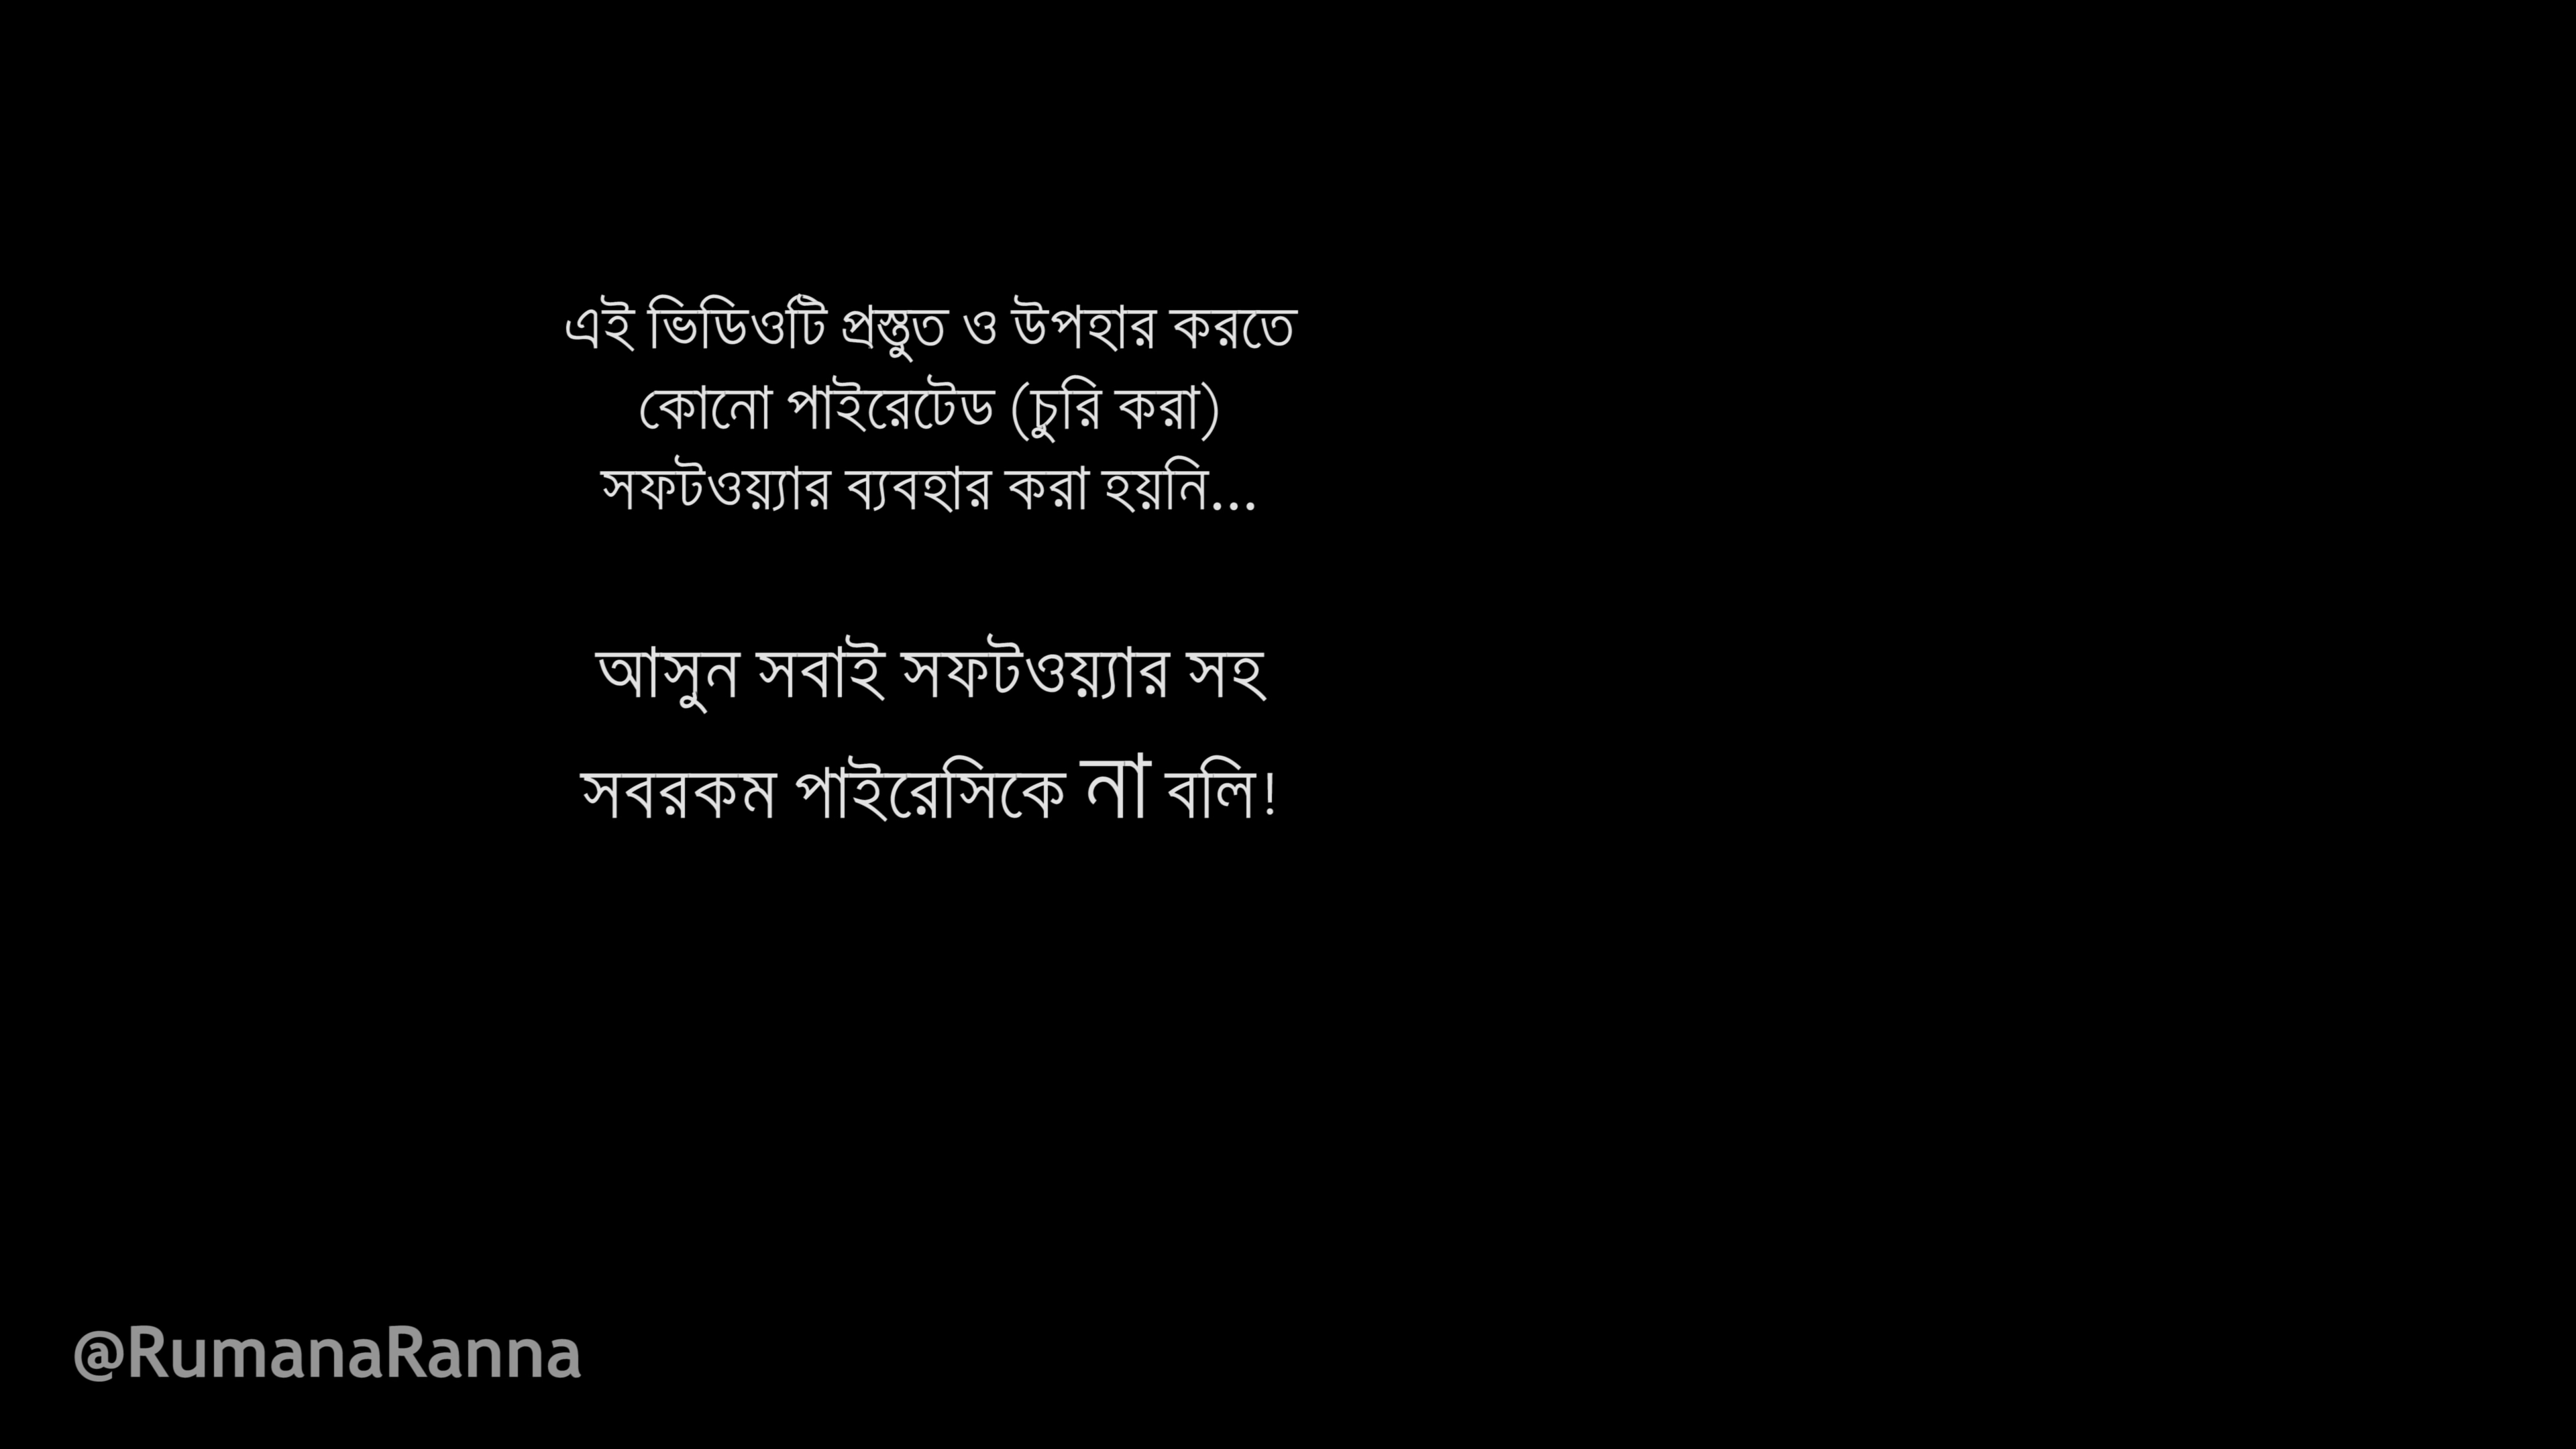 এই ভিডিওটি প্রস্তুত ও উপহার করতে
কোনো পাইরেটেড (চুরি করা)
সফটওয়্যার ব্যবহার করা হয়নি...
আসুন সবাই সফটওয়্যার সহ
সবরকম পাইরেসিকে না বলি!
@RumanaRanna